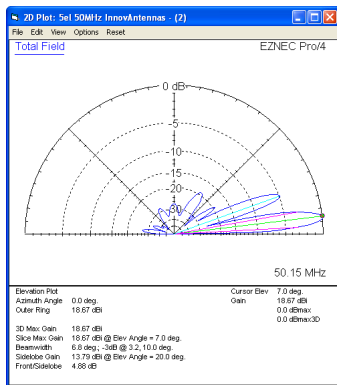 2D Plot: 5el 50MHz InnovAntennas - (2)
File Edit View Options Reset
Total Field
EZNEC Pro/4
0 dB
-5
-10
-15
-20
-30
50.15 MHz
Elevation Plot
Azimuth Angle 0.0 deg.
Outer Ring 18.67 dBi
3D Max Gain 18.67 dBi
Slice Max Gain 18.67 dBi @ Elev Angle = 7.0 deg.
Beamwidth 6.8 deg.; -3dB @ 3.2, 10.0 deg.
Sidelobe Gain 13.79 dBi @ Elev Angle = 20.0 deg.
Front/Sidelobe 4.88 dB
Cursor Elev 7.0 deg.
Gain 18.67 dBi
0.0 dBmax
0.0 dBmax3D